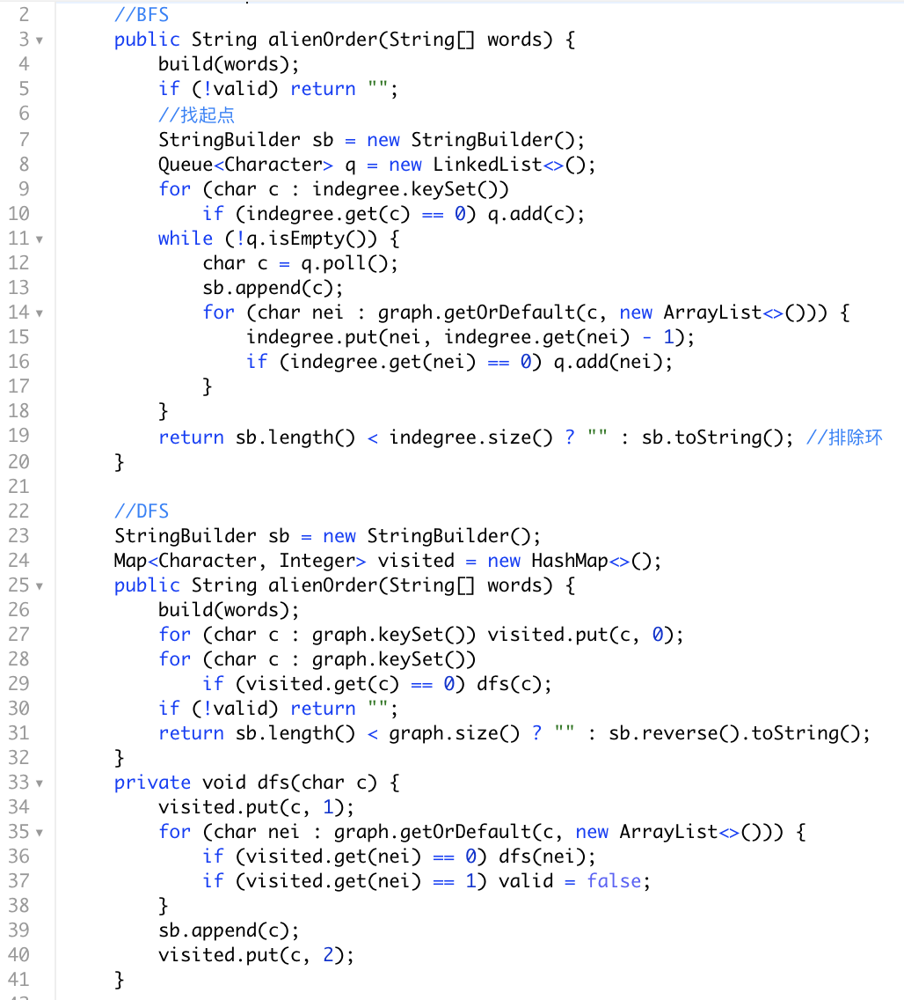 2 //BFS
3 public String alienOrder(String[] words) {
4 build(words);
5 if (!valid) return "";
6 //找起点
7 StringBuilder sb = new StringBuilder();
8 Queue<Character> q = new LinkedList<>();
9 for (char c : indegree.keySet())
10 if (indegree.get(c) == 0) q.add(c);
11 while (!q.isEmpty()) {
12 char c = q.poll();
13 sb.append(c);
14 for (char nei : graph.getOrDefault(c, new ArrayList<>())) {
15 indegree.put(nei, indegree.get(nei) - 1);
16 if (indegree.get(nei) == 0) q.add(nei);
17 }
18 }
19 return sb.length() < indegree.size() ? "" : sb.toString(); //排除环
20 }
21
22 //DFS
23 StringBuilder sb = new StringBuilder();
24 Map<Character, Integer> visited = new HashMap<>();
25 public String alienOrder(String[] words) {
26 build(words);
27 for (char c : graph.keySet()) visited.put(c, 0);
28 for (char c : graph.keySet())
29 if (visited.get(c) == 0) dfs(c);
30 if (!valid) return "";
31 return sb.length() < graph.size() ? "" : sb.reverse().toString();
32 }
33 private void dfs(char c) {
34 visited.put(c, 1);
35 for (char nei : graph.getOrDefault(c, new ArrayList<>())) {
36 if (visited.get(nei) == 0) dfs(nei);
37 if (visited.get(nei) == 1) valid = false;
38 }
39 sb.append(c);
40 visited.put(c, 2);
41 }